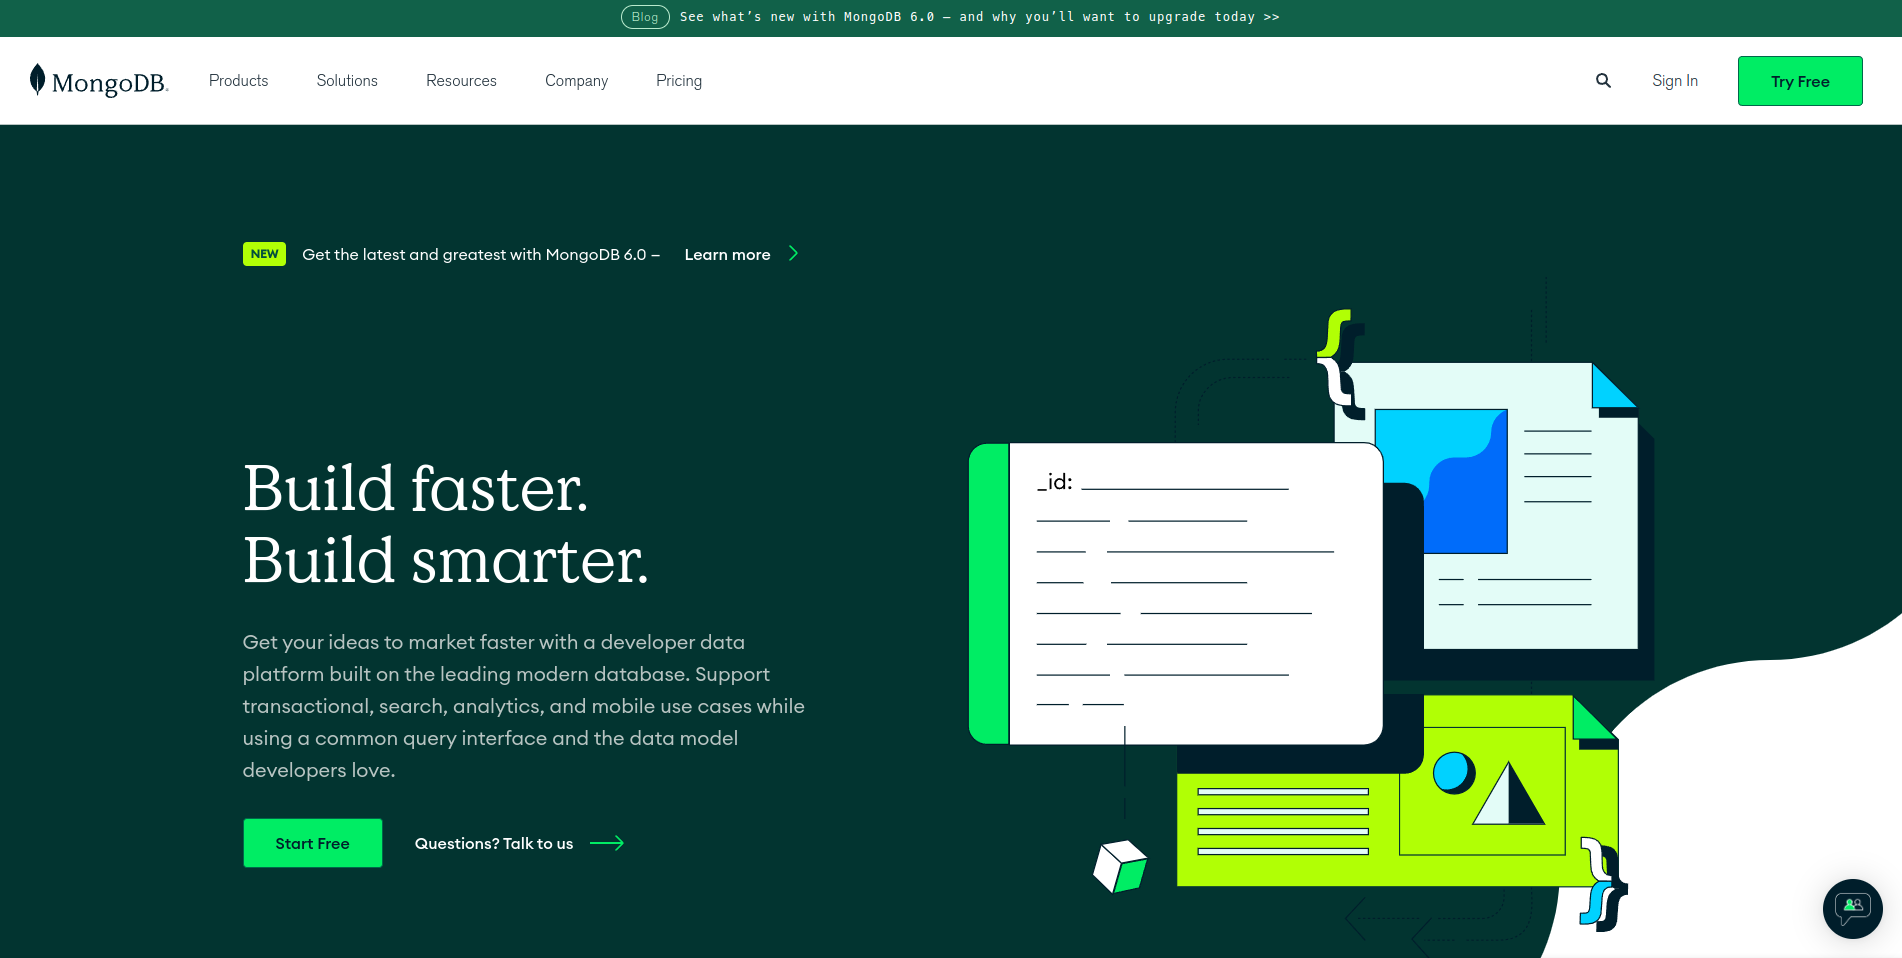 Blog See what’s new with MongoDB 6.0 — and why you’ll want to upgrade today >>
MongoDB. Products Solutions Resources Company Pricing Sign In Try Free
NEW Get the latest and greatest with MongoDB 6.0 – Learn more
Build faster.
Build smarter.
Get your ideas to market faster with a developer data
platform built on the leading modern database. Support
transactional, search, analytics, and mobile use cases while
using a common query interface and the data model
developers love.
Start Free Questions? Talk to us
{
_id:
}